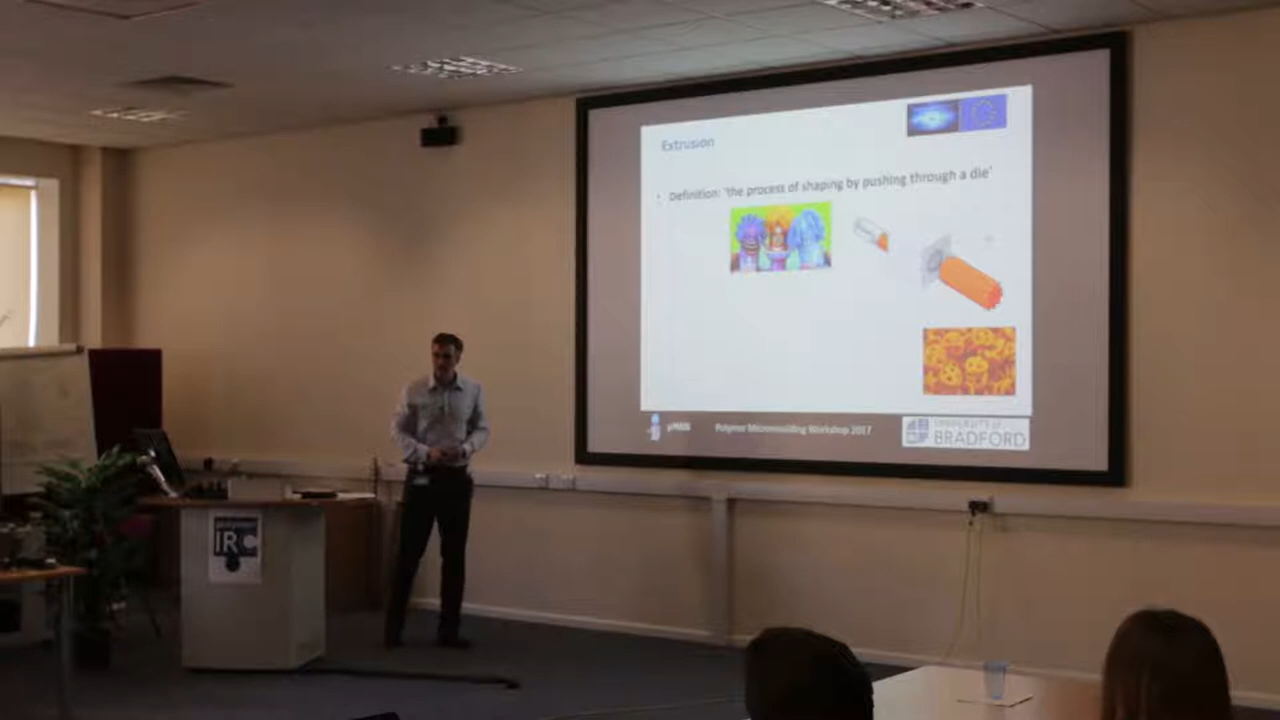 Extrusion
• Definition: 'the process of shaping by pushing through a die'
Polymer Micromoulding Workshop 2017
UNIVERSITY of
BRADFORD
IRC